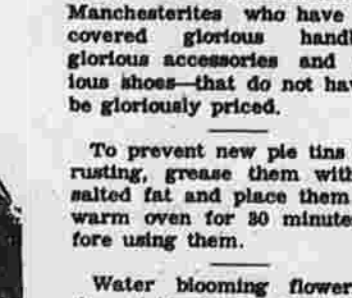 Manchesterites who have
covered glorious handb
glorious accessories and
ious shoes—that do not hav
be gloriously priced.
To prevent new pie tins
rusting, grease them with
salted fat and place them
warm oven for 30 minute
fore using them.
Water blooming flower